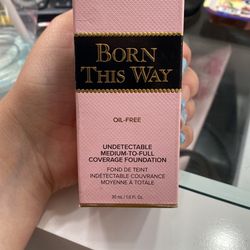 BORN
THIS WAY
OIL-FREE
UNDETECTABLE
MEDIUM-TO-FULL
COVERAGE FOUNDATION
FOND DE TEINT
INDÉTECTABLE COUVRANCE
MOYENNE À TOTALE
30 ml / 1.0 Fl. Oz.